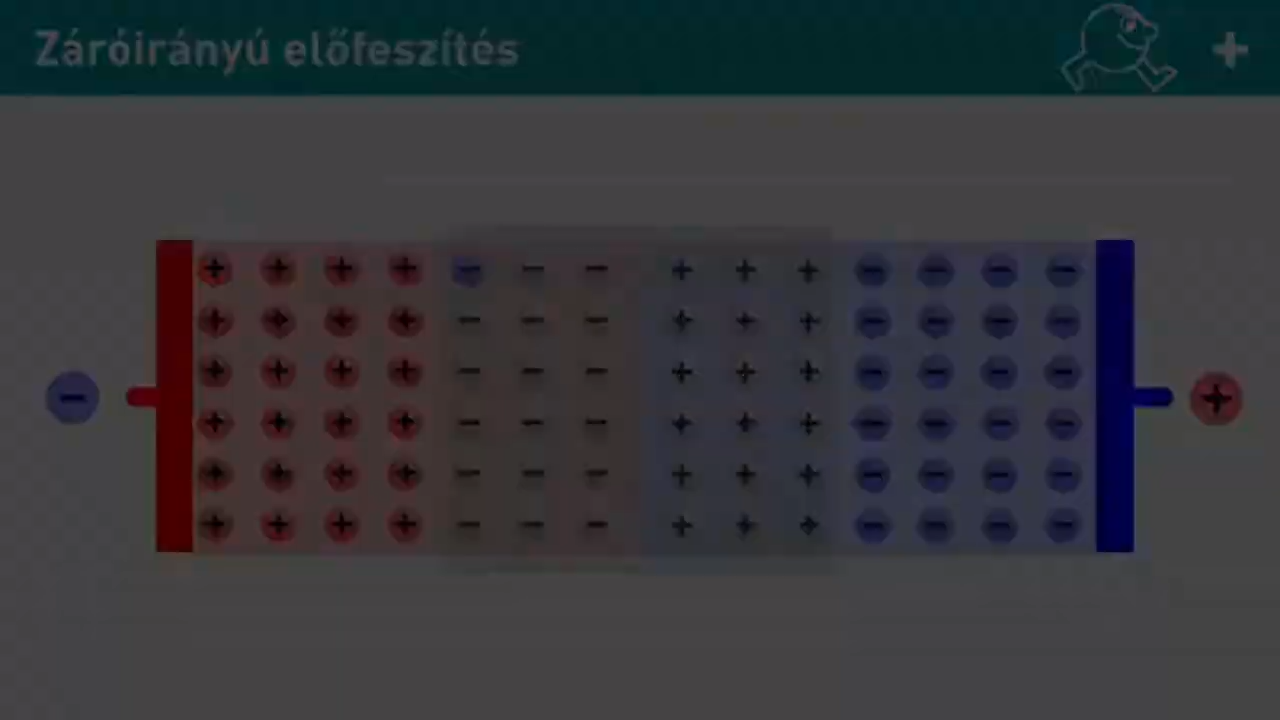 Záróirányú előfeszítés +
- + + + + - - - + + + - - - - +
+ + + + - - - + + + - - - -
+ + + + - - - + + + - - - -
+ + + + - - - + + + - - - -
+ + + + - - - + + + - - - -
+ + + + - - - + + + - - - -